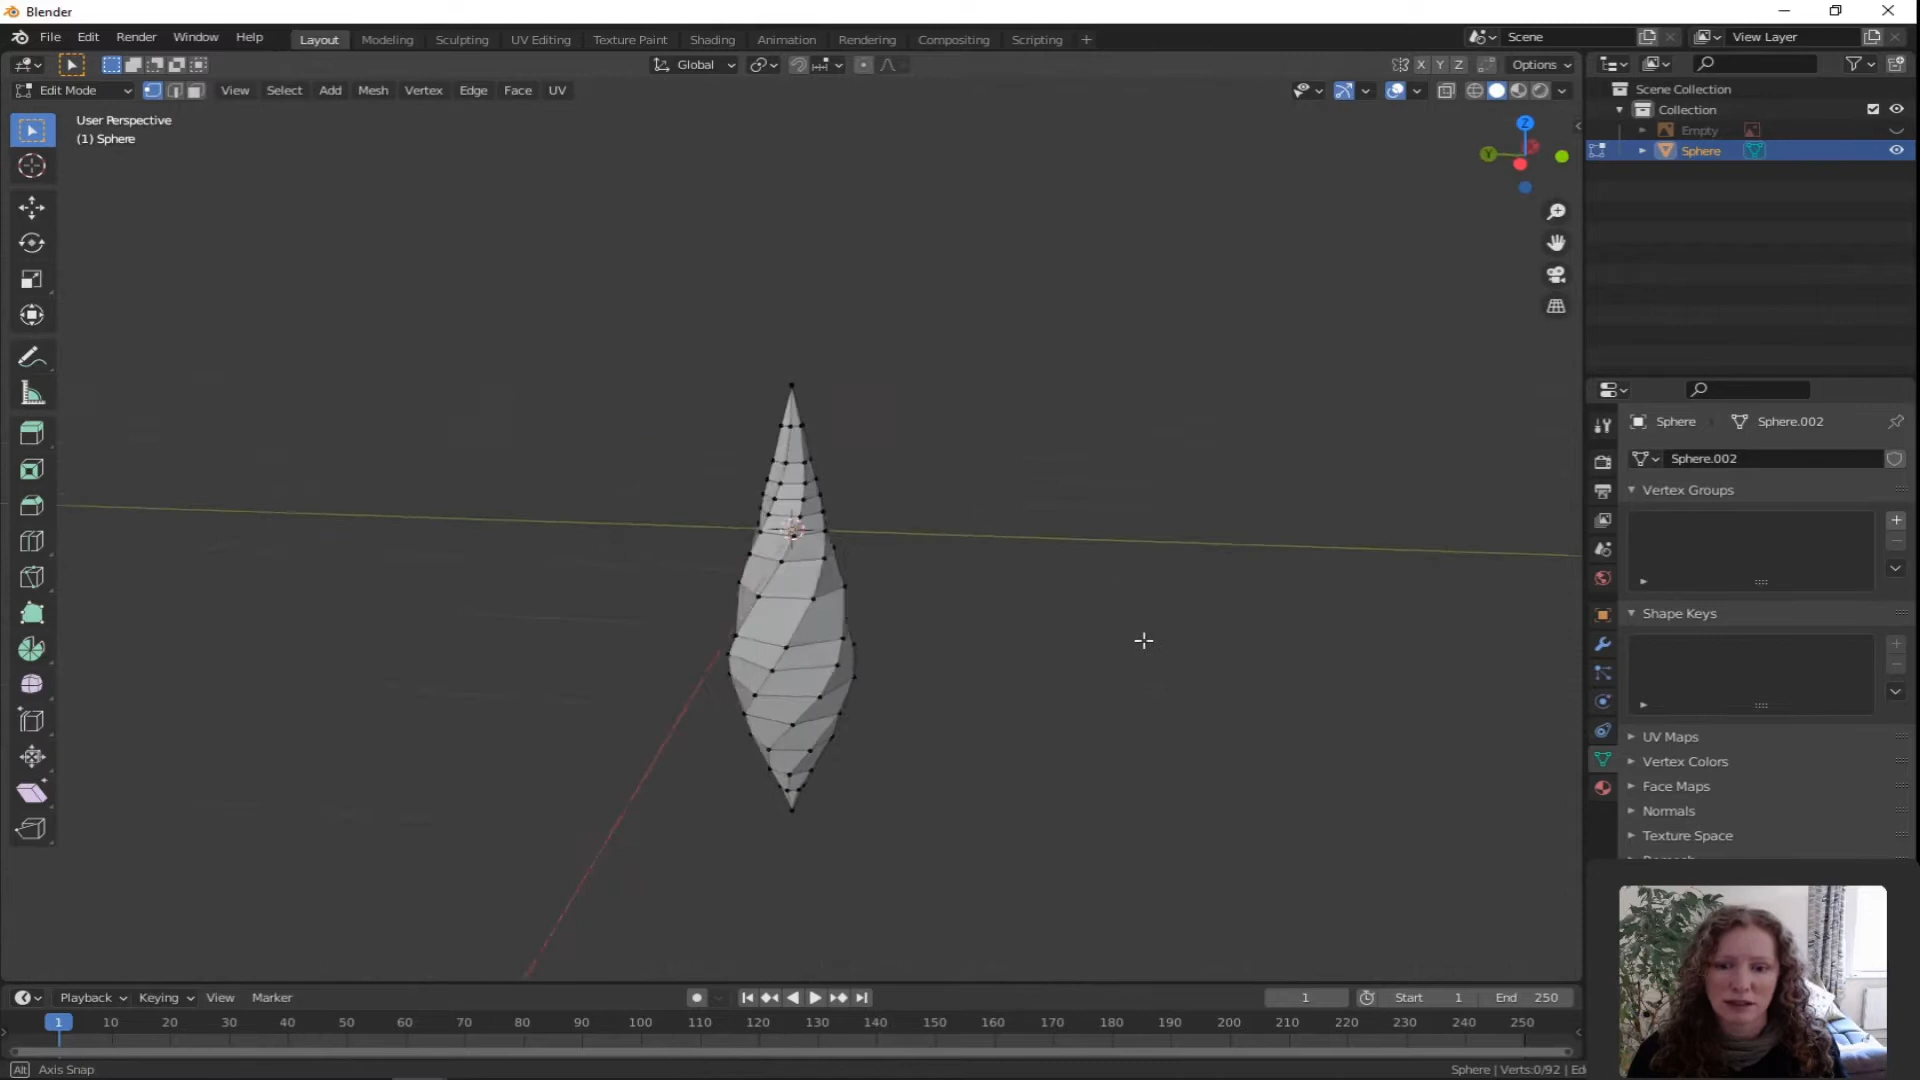 Blender
File Edit Render Window Help
Layout Modeling Sculpting UV Editing Texture Paint Shading Animation Rendering Compositing Scripting +
Scene
View Layer
Global
X Y Z Options
Edit Mode View Select Add Mesh Vertex Edge Face UV
User Perspective
(1) Sphere
Z
Y
Scene Collection
Collection
Empty
Sphere
Sphere Sphere.002
Sphere.002
Vertex Groups
Shape Keys
UV Maps
Vertex Colors
Face Maps
Normals
Texture Space
Playback Keying View Marker
1 Start 1 End 250
1 10 20 30 40 50 60 70 80 90 100 110 120 130 140 150 160 170 180 190 200 210 220 230 240 250
Alt Axis Snap
Sphere | Verts:0/92 | Ed